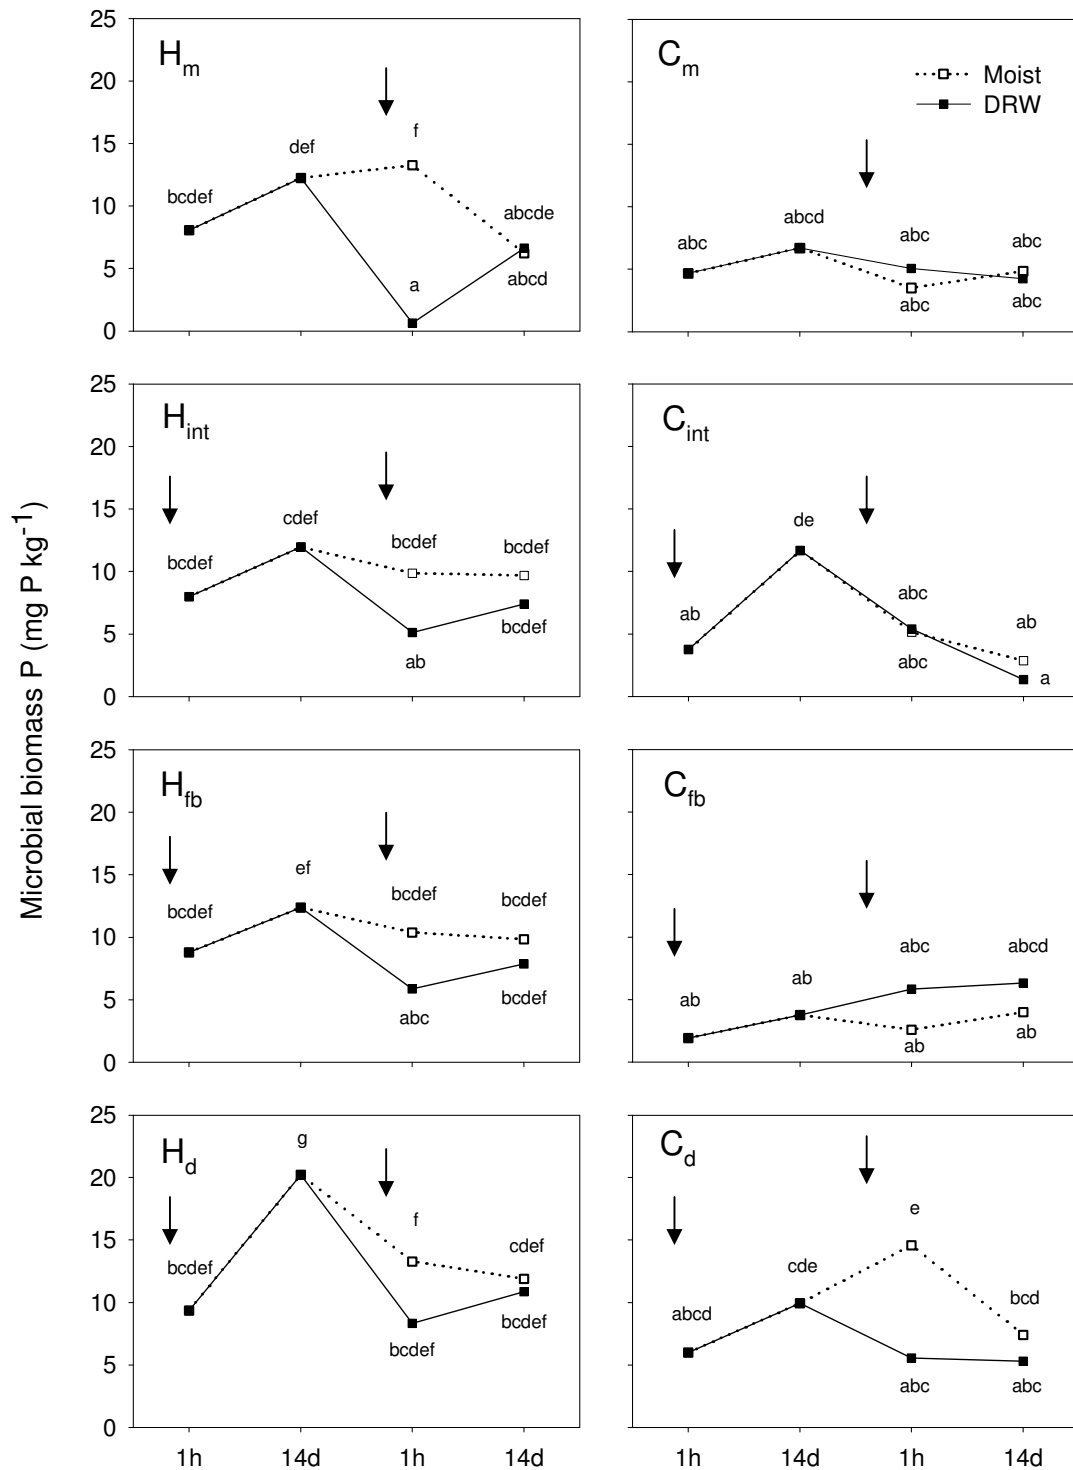 Microbial biomass P (mg P kg⁻¹)
25
20
15
10
5
0
H_m
bcdef
def
f
a
abcde
abcd
C_m
Moist
DRW
abc
abcd
abc
abc
abc
abc
25
20
15
10
5
0
H_int
bcdef
cdef
bcdef
ab
bcdef
bcdef
C_int
ab
de
abc
abc
ab
a
25
20
15
10
5
0
H_fb
bcdef
ef
bcdef
abc
bcdef
bcdef
C_fb
ab
ab
abc
ab
abcd
ab
25
20
15
10
5
0
H_d
bcdef
g
f
bcdef
cdef
bcdef
1h 14d 1h 14d
C_d
abcd
cde
e
abc
bcd
abc
1h 14d 1h 14d